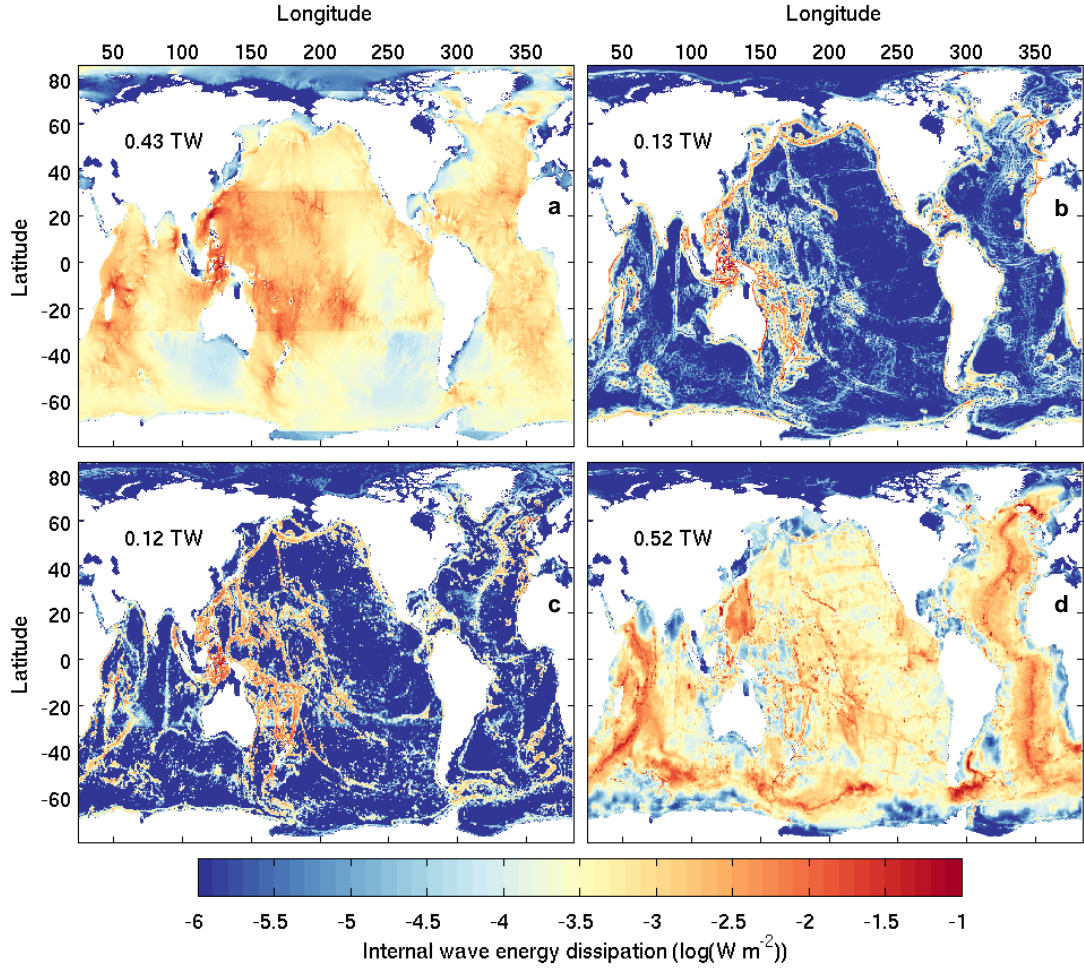 Longitude Longitude
50 100 150 200 250 300 350 50 100 150 200 250 300 350
80
60
40
20
0
-20
-40
-60
Latitude
0.43 TW
a
0.13 TW
b
80
60
40
20
0
-20
-40
-60
Latitude
0.12 TW
c
0.52 TW
d
-6 -5.5 -5 -4.5 -4 -3.5 -3 -2.5 -2 -1.5 -1
Internal wave energy dissipation (log(W m⁻²))